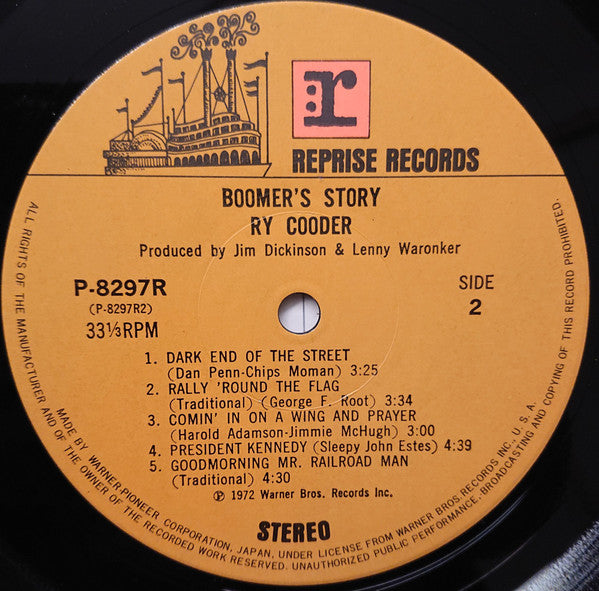 :r
REPRISE RECORDS
BOOMER'S STORY
RY COODER
Produced by Jim Dickinson & Lenny Waronker
P-8297R
(P-8297R2)
33⅓RPM
SIDE
2
1. DARK END OF THE STREET
(Dan Penn-Chips Moman) 3:25
2. RALLY 'ROUND THE FLAG
(Traditional) (George F. Root) 3:34
3. COMIN' IN ON A WING AND PRAYER
(Harold Adamson-Jimmie McHugh) 3:00
4. PRESIDENT KENNEDY (Sleepy John Estes) 4:39
5. GOODMORNING MR. RAILROAD MAN
(Traditional) 4:30
℗ 1972 Warner Bros. Records Inc.
STEREO
ALL RIGHTS OF THE MANUFACTURER AND OF THE OWNER OF THE RECORDED WORK RESERVED. UNAUTHORIZED PUBLIC PERFORMANCE, BROADCASTING AND COPYING OF THIS RECORD PROHIBITED.
MADE BY WARNER-PIONEER CORPORATION, JAPAN, UNDER LICENSE FROM WARNER BROS. RECORDS INC., U. S. A.